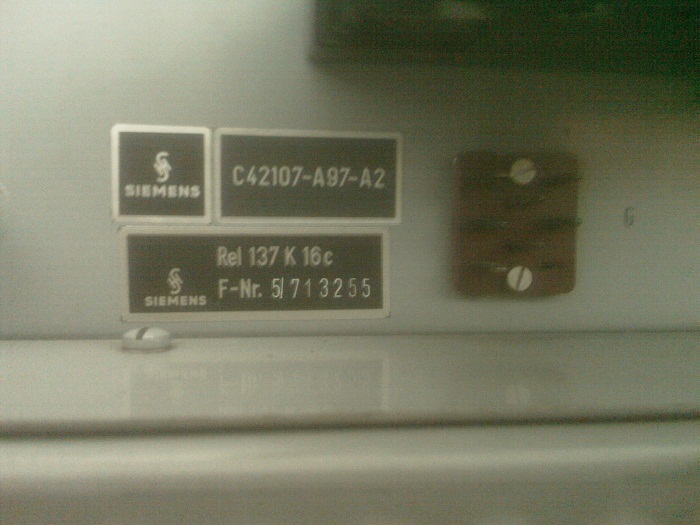 SIEMENS
C42107-A97-A2
Rel 137 K 16c
SIEMENS
F-Nr. 5/713255
G